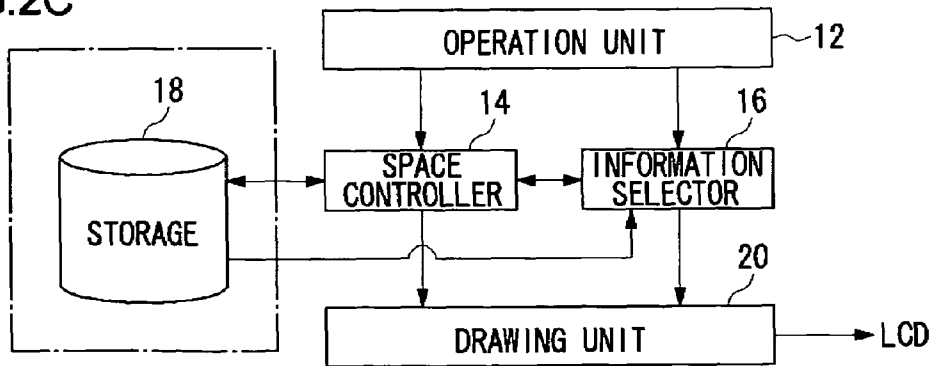 .2C
OPERATION UNIT
12
18
14
16
SPACE
CONTROLLER
INFORMATION
SELECTOR
STORAGE
20
DRAWING UNIT
LCD